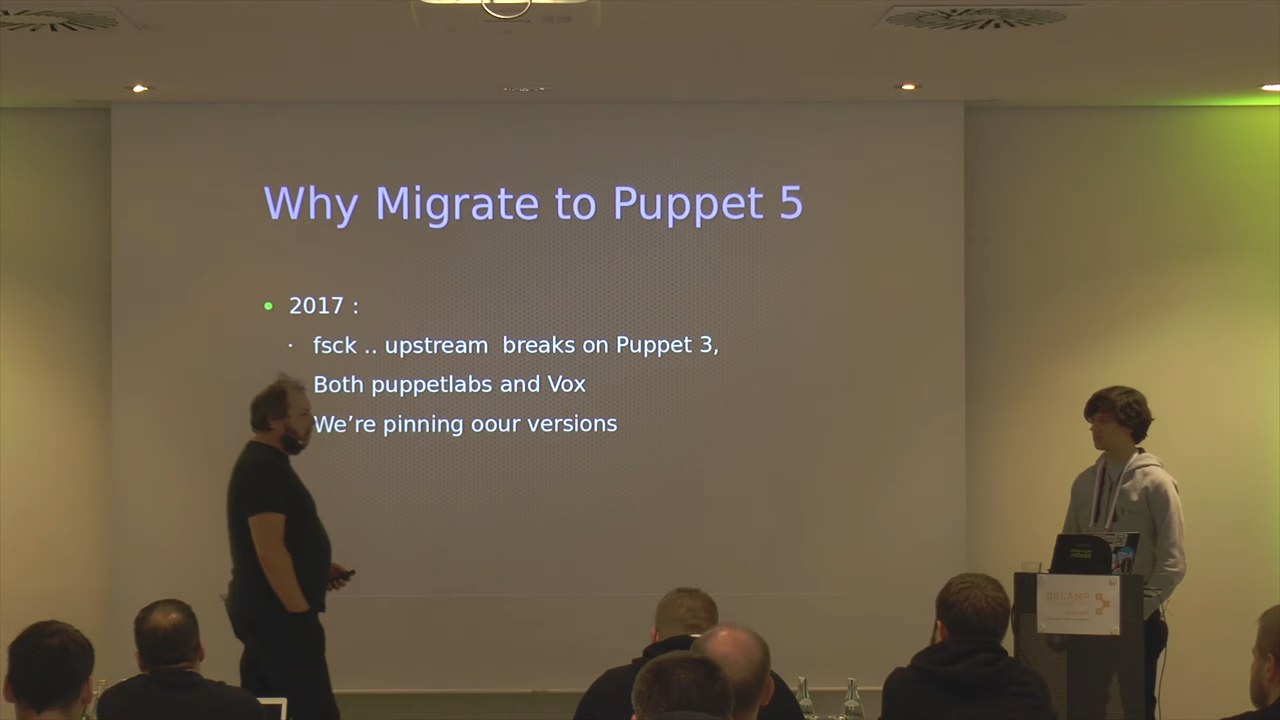 Why Migrate to Puppet 5
2017 :
fsck .. upstream breaks on Puppet 3,
Both puppetlabs and Vox
We’re pinning oour versions
OSCAMP